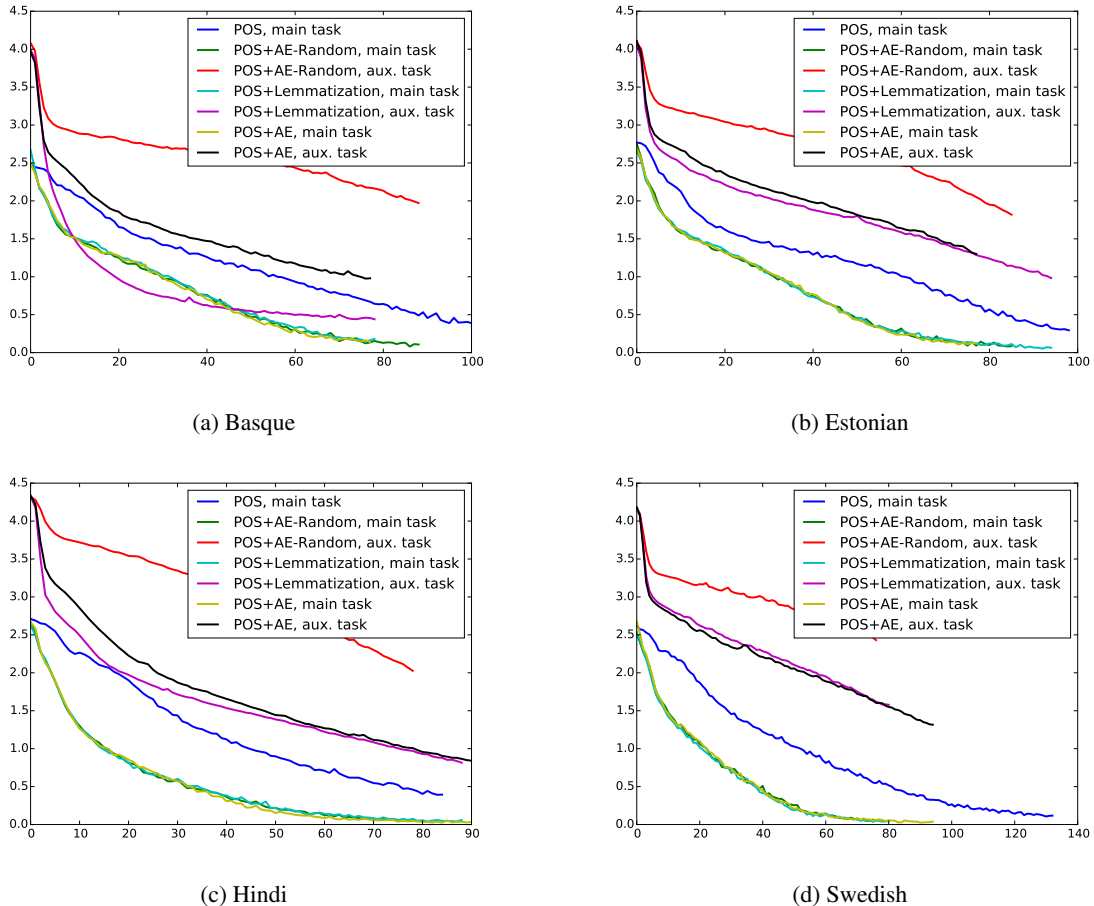 4.5
4.0
3.5
3.0
2.5
2.0
1.5
1.0
0.5
0.0
0 20 40 60 80 100
POS, main task
POS+AE-Random, main task
POS+AE-Random, aux. task
POS+Lemmatization, main task
POS+Lemmatization, aux. task
POS+AE, main task
POS+AE, aux. task
(a) Basque
4.5
4.0
3.5
3.0
2.5
2.0
1.5
1.0
0.5
0.0
0 20 40 60 80 100
POS, main task
POS+AE-Random, main task
POS+AE-Random, aux. task
POS+Lemmatization, main task
POS+Lemmatization, aux. task
POS+AE, main task
POS+AE, aux. task
(b) Estonian
4.5
4.0
3.5
3.0
2.5
2.0
1.5
1.0
0.5
0.0
0 10 20 30 40 50 60 70 80 90
POS, main task
POS+AE-Random, main task
POS+AE-Random, aux. task
POS+Lemmatization, main task
POS+Lemmatization, aux. task
POS+AE, main task
POS+AE, aux. task
(c) Hindi
4.5
4.0
3.5
3.0
2.5
2.0
1.5
1.0
0.5
0.0
0 20 40 60 80 100 120 140
POS, main task
POS+AE-Random, main task
POS+AE-Random, aux. task
POS+Lemmatization, main task
POS+Lemmatization, aux. task
POS+AE, main task
POS+AE, aux. task
(d) Swedish